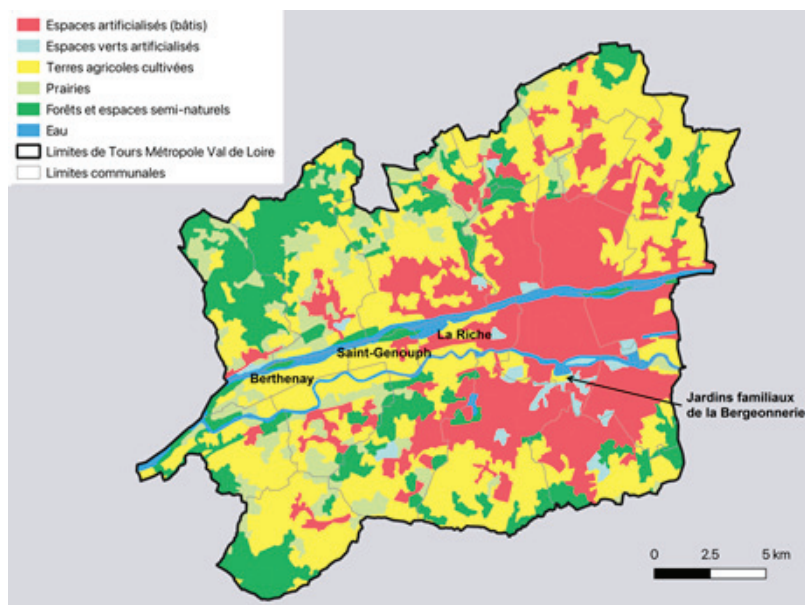 Espaces artificialisés (bâtis)
Espaces verts artificialisés
Terres agricoles cultivées
Prairies
Forêts et espaces semi-naturels
Eau
Limites de Tours Métropole Val de Loire
Limites communales
La Riche
Saint-Genouph
Berthenay
Jardins familiaux
de la Bergeonnerie
0 2.5 5 km